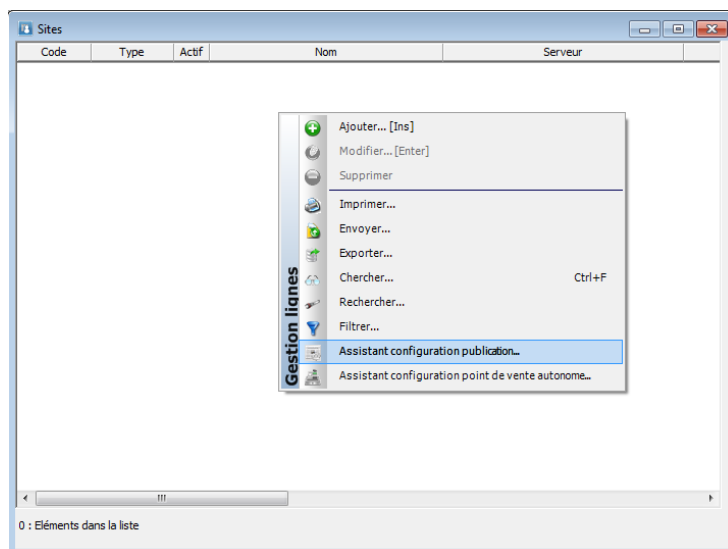 Sites
Code Type Actif Nom Serveur
Gestion lignes
Ajouter... [Ins]
Modifier... [Enter]
Supprimer
Imprimer...
Envoyer...
Exporter...
Chercher... Ctrl+F
Rechercher...
Filtrer...
Assistant configuration publication...
Assistant configuration point de vente autonome...
0 : Eléments dans la liste